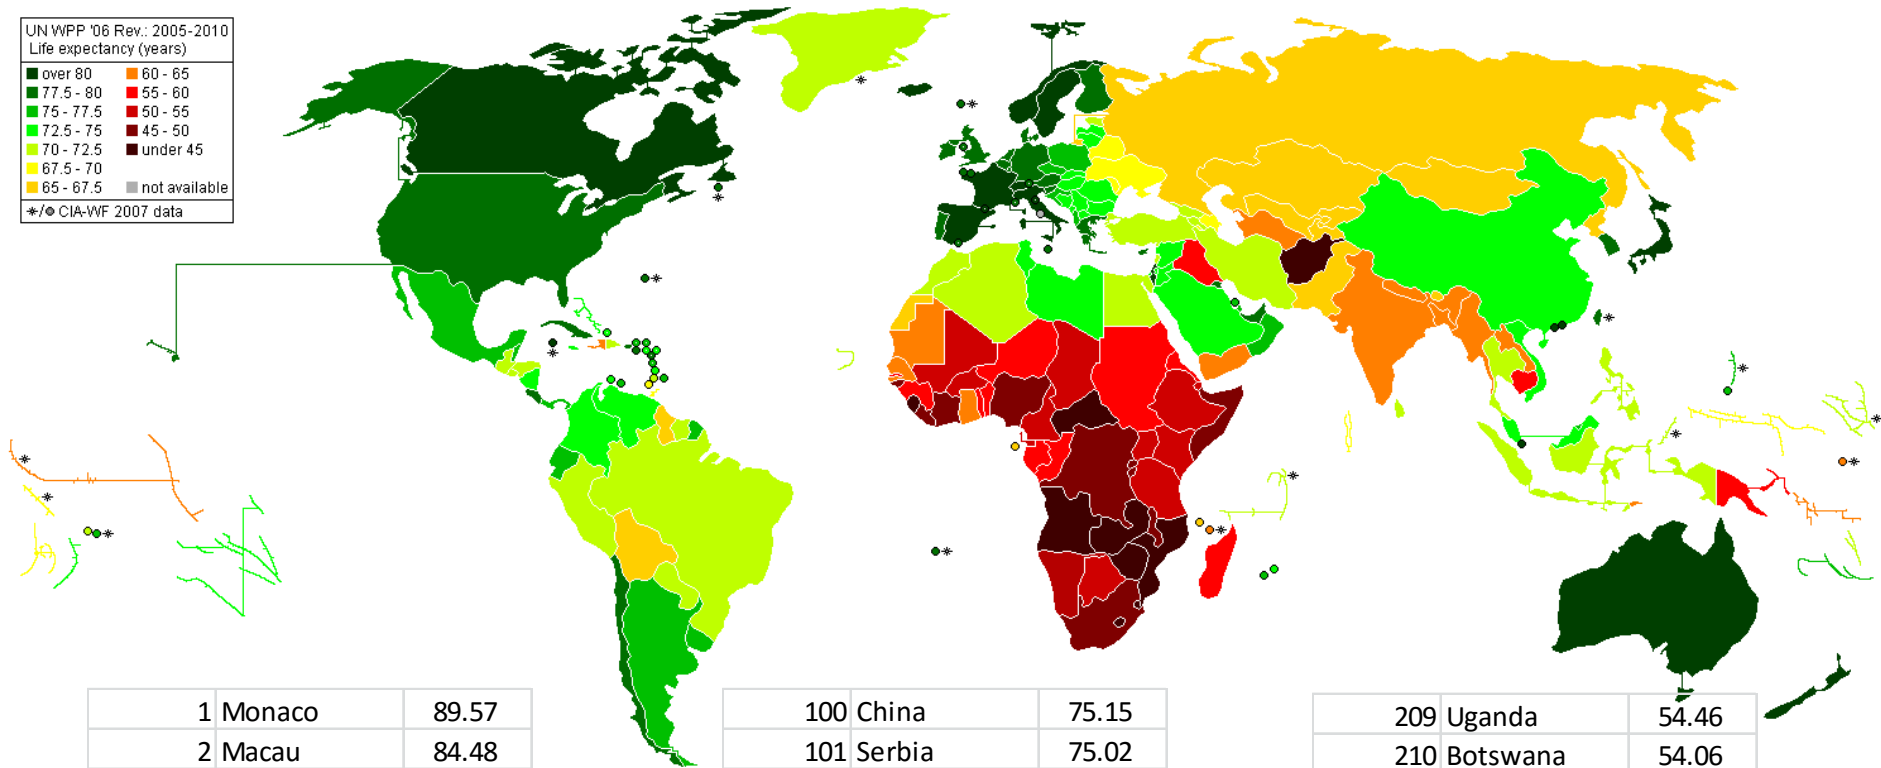 UN WPP '06 Rev.: 2005-2010
Life expectancy (years)
over 80
77.5 - 80
75 - 77.5
72.5 - 75
70 - 72.5
67.5 - 70
65 - 67.5
60 - 65
55 - 60
50 - 55
45 - 50
under 45
not available
*/o CIA-WF 2007 data
1 Monaco 89.57
2 Macau 84.48
100 China 75.15
101 Serbia 75.02
209 Uganda 54.46
210 Botswana 54.06